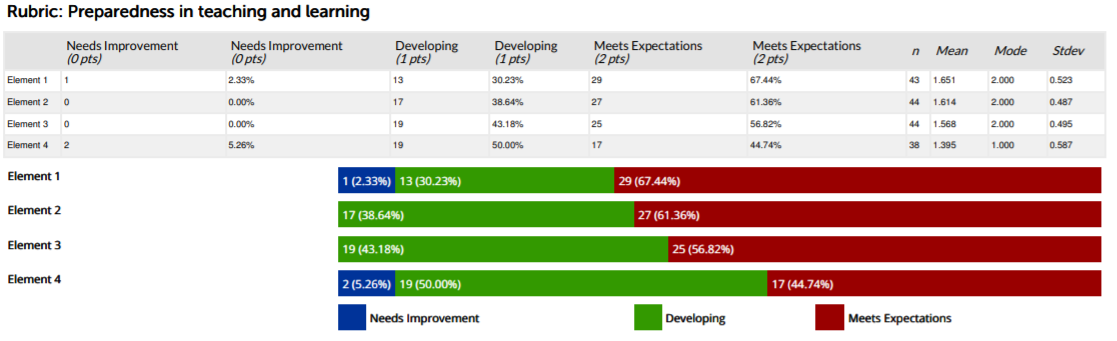 Rubric: Preparedness in teaching and learning
Needs Improvement (0 pts) Needs Improvement (0 pts) Developing (1 pts) Developing (1 pts) Meets Expectations (2 pts) Meets Expectations (2 pts) n Mean Mode Stdev
Element 1 1 2.33% 13 30.23% 29 67.44% 43 1.651 2.000 0.523
Element 2 0 0.00% 17 38.64% 27 61.36% 44 1.614 2.000 0.487
Element 3 0 0.00% 19 43.18% 25 56.82% 44 1.568 2.000 0.495
Element 4 2 5.26% 19 50.00% 17 44.74% 38 1.395 1.000 0.587
Element 1 1 (2.33%) 13 (30.23%) 29 (67.44%)
Element 2 17 (38.64%) 27 (61.36%)
Element 3 19 (43.18%) 25 (56.82%)
Element 4 2 (5.26%) 19 (50.00%) 17 (44.74%)
Needs Improvement Developing Meets Expectations